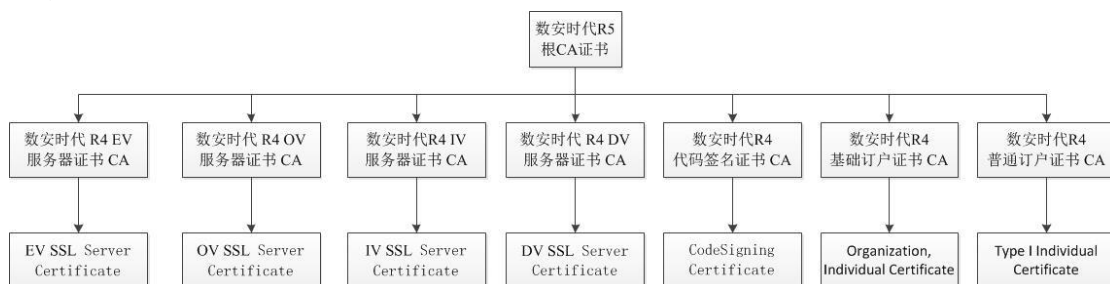 数安时代R5
根CA证书
数安时代 R4 EV
服务器证书 CA
数安时代 R4 OV
服务器证书 CA
数安时代R4 IV
服务器证书 CA
数安时代 R4 DV
服务器证书 CA
数安时代R4
代码签名证书 CA
数安时代R4
基础订户证书 CA
数安时代R4
普通订户证书 CA
EV SSL Server
Certificate
OV SSL Server
Certificate
IV SSL Server
Certificate
DV SSL Server
Certificate
CodeSigning
Certificate
Organization,
Individual Certificate
Type I Individual
Certificate